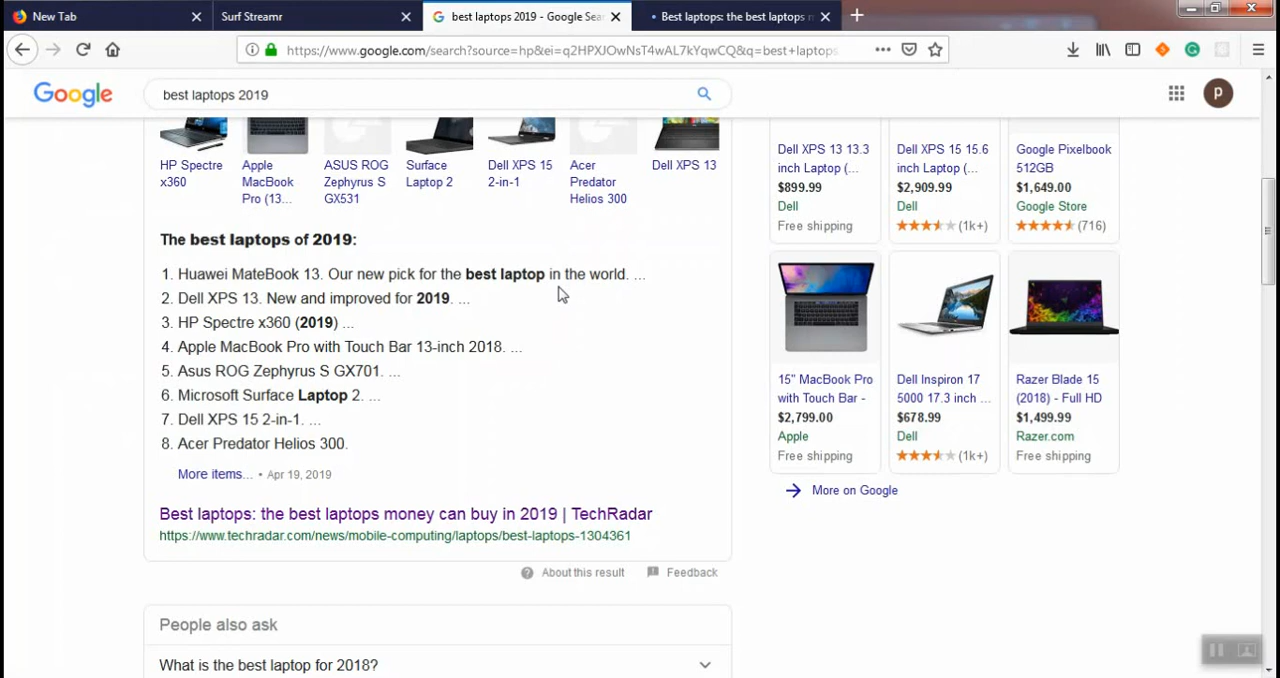 New Tab
Surf Streamr
best laptops 2019 - Google Sea
Best laptops: the best laptops m
https://www.google.com/search?source=hp&ei=q2HPXJOwNsT4wAL7kYqwCQ&q=best+laptops
Google
best laptops 2019
p
HP Spectre
x360
Apple
MacBook
Pro (13...
ASUS ROG
Zephyrus S
GX531
Surface
Laptop 2
Dell XPS 15
2-in-1
Acer
Predator
Helios 300
Dell XPS 13
The best laptops of 2019:
1. Huawei MateBook 13. Our new pick for the best laptop in the world. ...
2. Dell XPS 13. New and improved for 2019. ...
3. HP Spectre x360 (2019) ...
4. Apple MacBook Pro with Touch Bar 13-inch 2018. ...
5. Asus ROG Zephyrus S GX701. ...
6. Microsoft Surface Laptop 2. ...
7. Dell XPS 15 2-in-1. ...
8. Acer Predator Helios 300.
More items... • Apr 19, 2019
Best laptops: the best laptops money can buy in 2019 | TechRadar
https://www.techradar.com/news/mobile-computing/laptops/best-laptops-1304361
About this result
Feedback
People also ask
What is the best laptop for 2018?
Dell XPS 13 13.3
inch Laptop (...
$899.99
Dell
Free shipping
Dell XPS 15 15.6
inch Laptop (...
$2,909.99
Dell
(1k+)
Google Pixelbook
512GB
$1,649.00
Google Store
(716)
15" MacBook Pro
with Touch Bar -
$2,799.00
Apple
Free shipping
Dell Inspiron 17
5000 17.3 inch ...
$678.99
Dell
(1k+)
Razer Blade 15
(2018) - Full HD
$1,499.99
Razer.com
Free shipping
More on Google